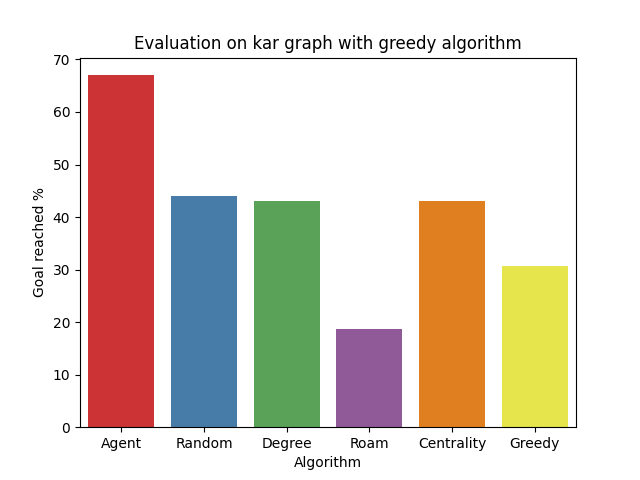 Evaluation on kar graph with greedy algorithm
70
60
50
40
30
20
10
0
Goal reached %
Agent Random Degree Roam Centrality Greedy
Algorithm